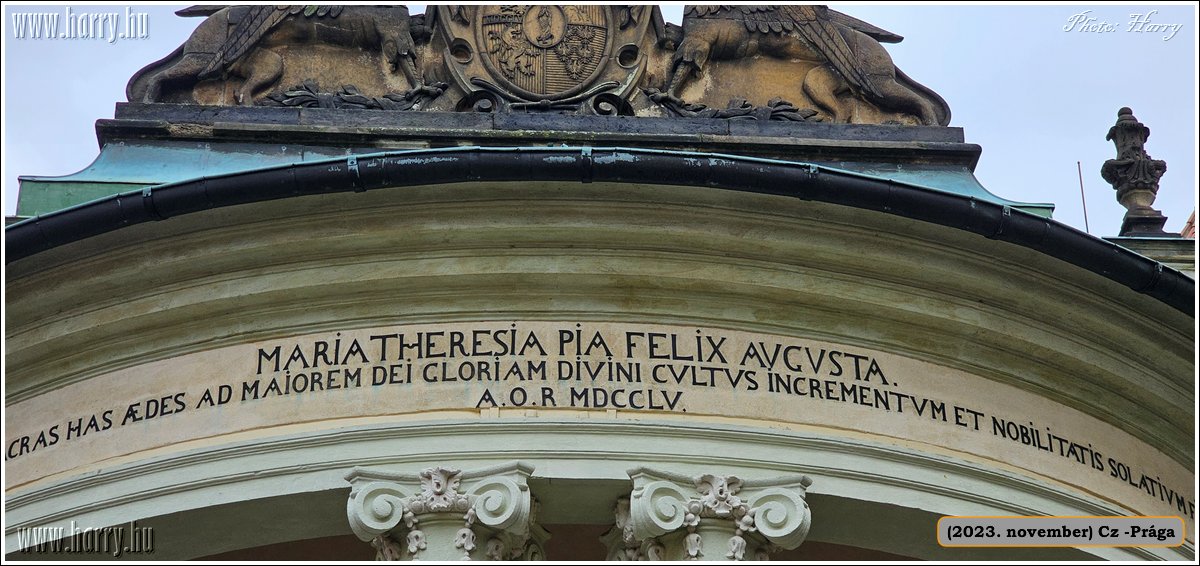 www.harry.hu
Photo: Harry
MARIA THERESIA PIA FELIX AVGVSTA.
ACRAS HAS ÆDES AD MAIOREM DEI GLORIAM DIVINI CVLTVS INCREMENTVM ET NOBILITATIS SOLATIVM
A.O.R MDCCLV.
www.harry.hu
(2023. november) Cz -Prága